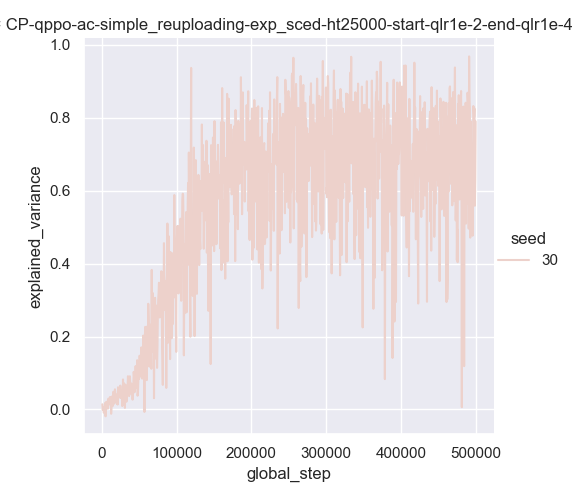 CP-qppo-ac-simple_reuploading-exp_sced-ht25000-start-qlr1e-2-end-qlr1e-4
explained_variance
1.0
0.8
0.6
0.4
0.2
0.0
0 100000 200000 300000 400000 500000
global_step
seed
30